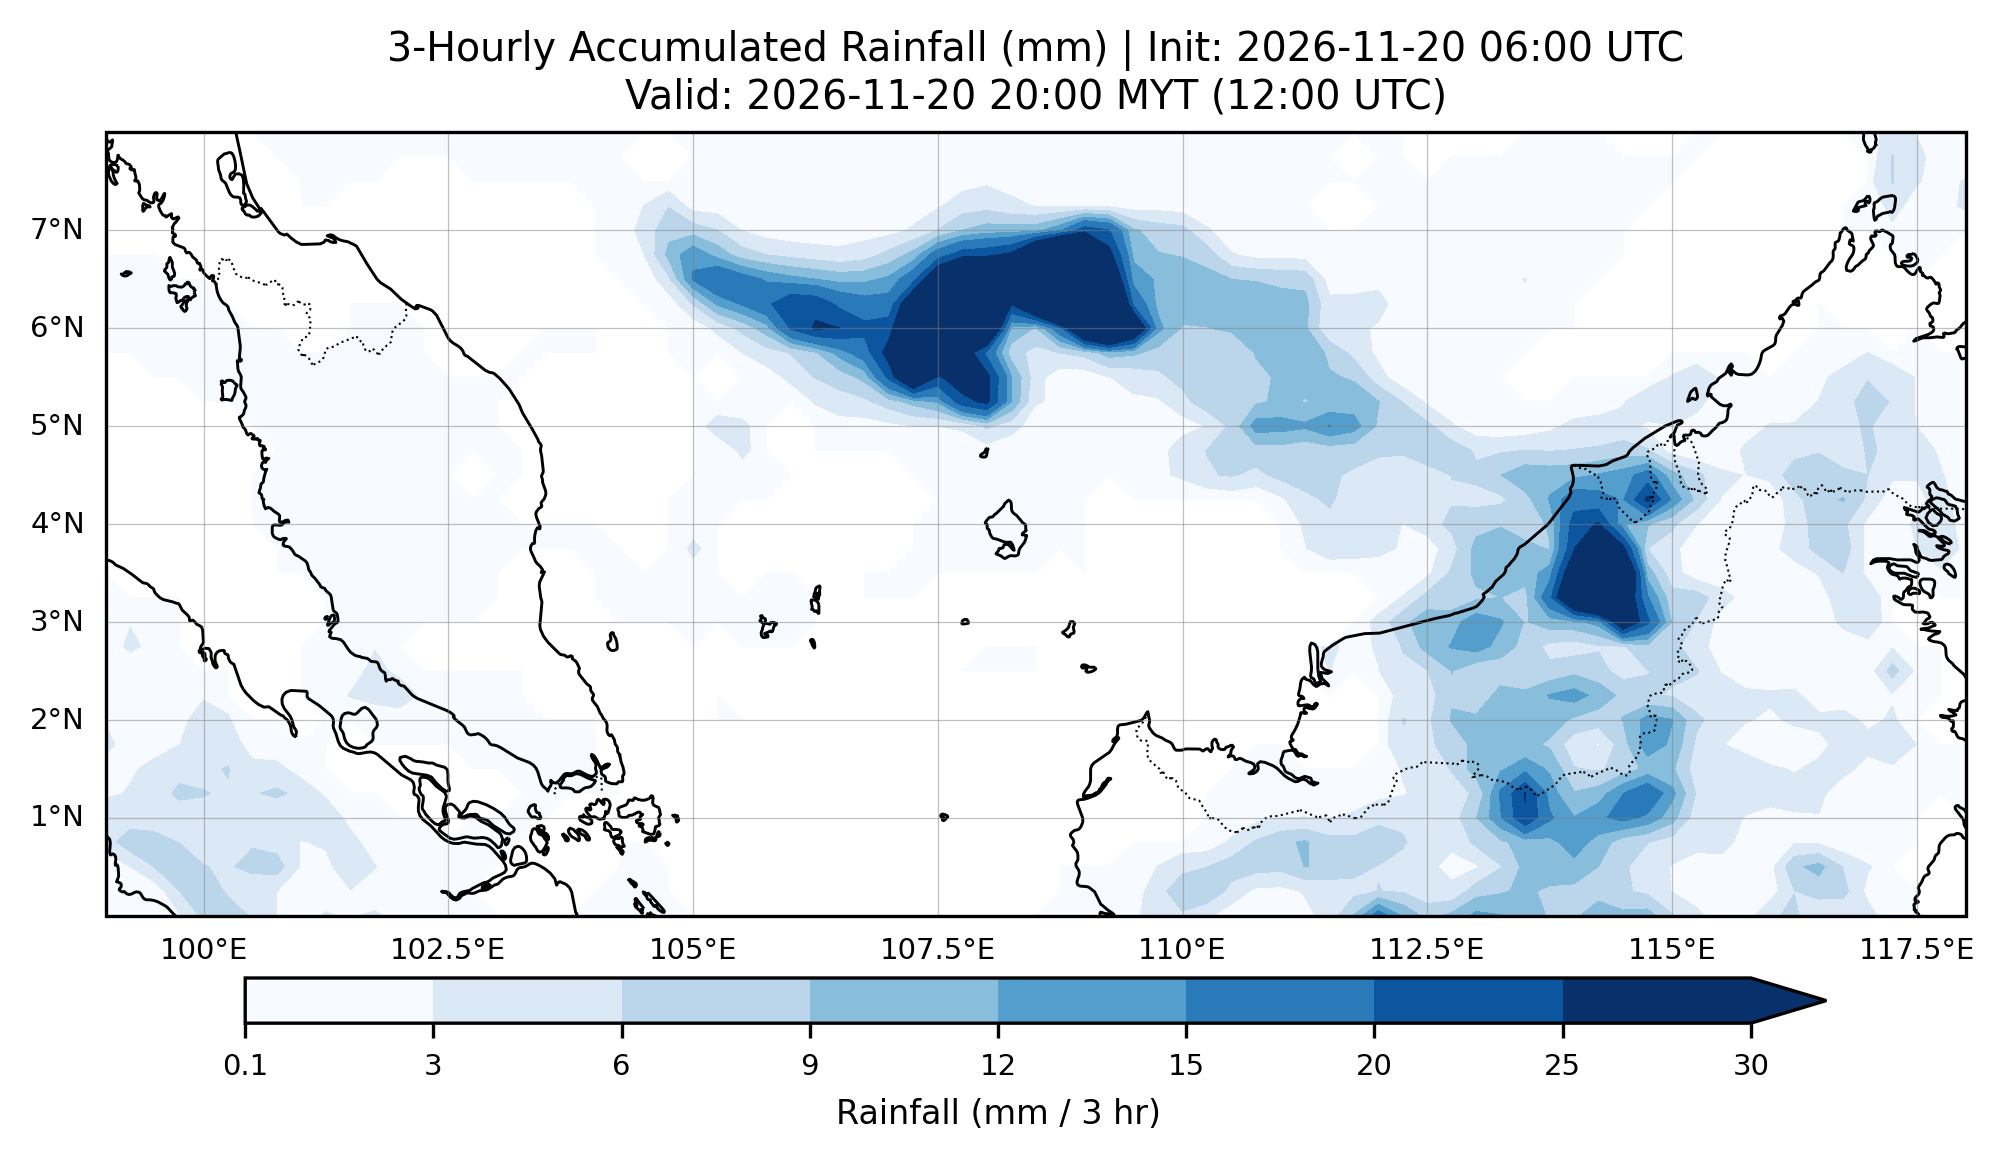 3-Hourly Accumulated Rainfall (mm) | Init: 2026-11-20 06:00 UTC
Valid: 2026-11-20 20:00 MYT (12:00 UTC)
7°N
6°N
5°N
4°N
3°N
2°N
1°N
100°E 102.5°E 105°E 107.5°E 110°E 112.5°E 115°E 117.5°E
0.1 3 6 9 12 15 20 25 30
Rainfall (mm / 3 hr)